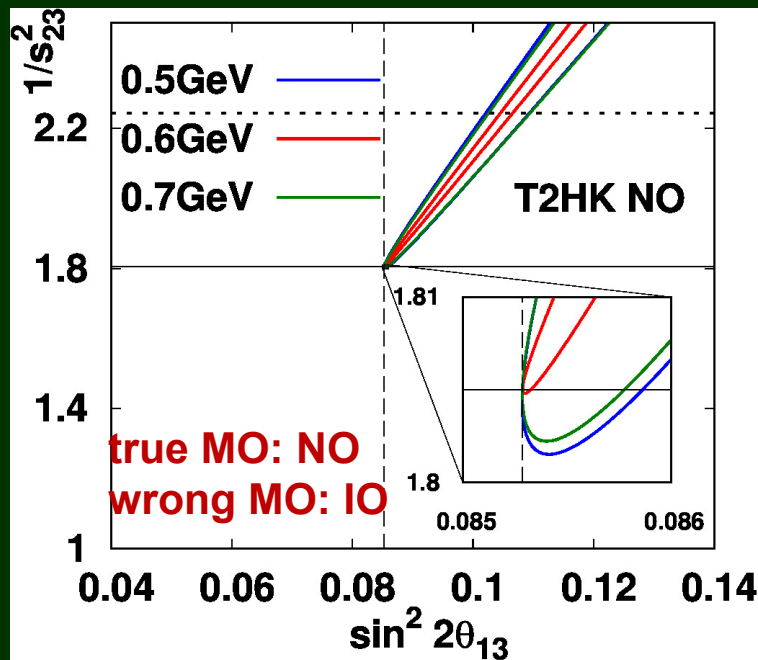 1/s²₂₃
0.5GeV
0.6GeV
0.7GeV
2.2
1.8
1.4
1
T2HK NO
1.81
1.8
0.085 0.086
true MO: NO
wrong MO: IO
0.04 0.06 0.08 0.1 0.12 0.14
sin² 2θ₁₃